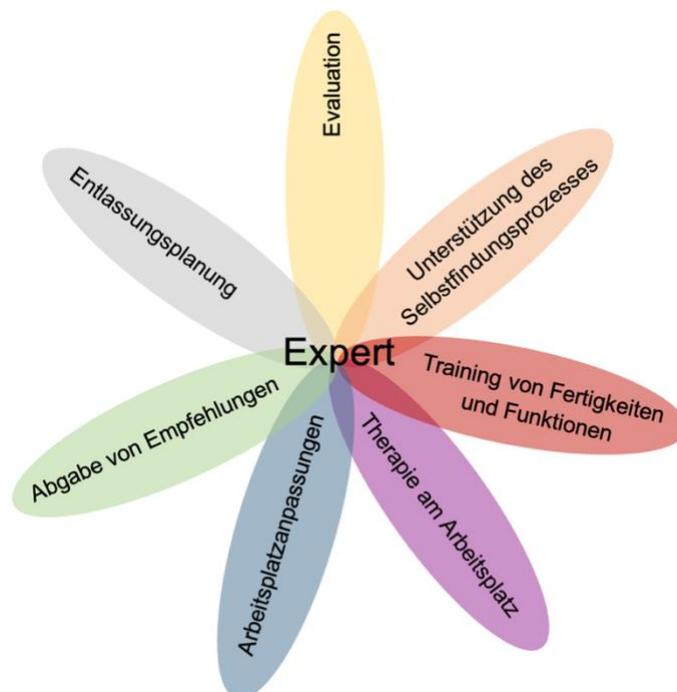 Evaluation
Unterstützung des
Selbstfindungsprozesses
Training von Fertigkeiten
und Funktionen
Therapie am Arbeitsplatz
Arbeitsplatzanpassungen
Abgabe von Empfehlungen
Entlassungsplanung
Expert